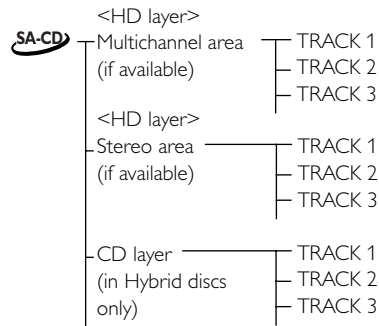 <HD layer>
SA-CD Multichannel area TRACK 1
(if available) TRACK 2
TRACK 3
<HD layer>
Stereo area TRACK 1
(if available) TRACK 2
TRACK 3
CD layer TRACK 1
(in Hybrid discs TRACK 2
only) TRACK 3